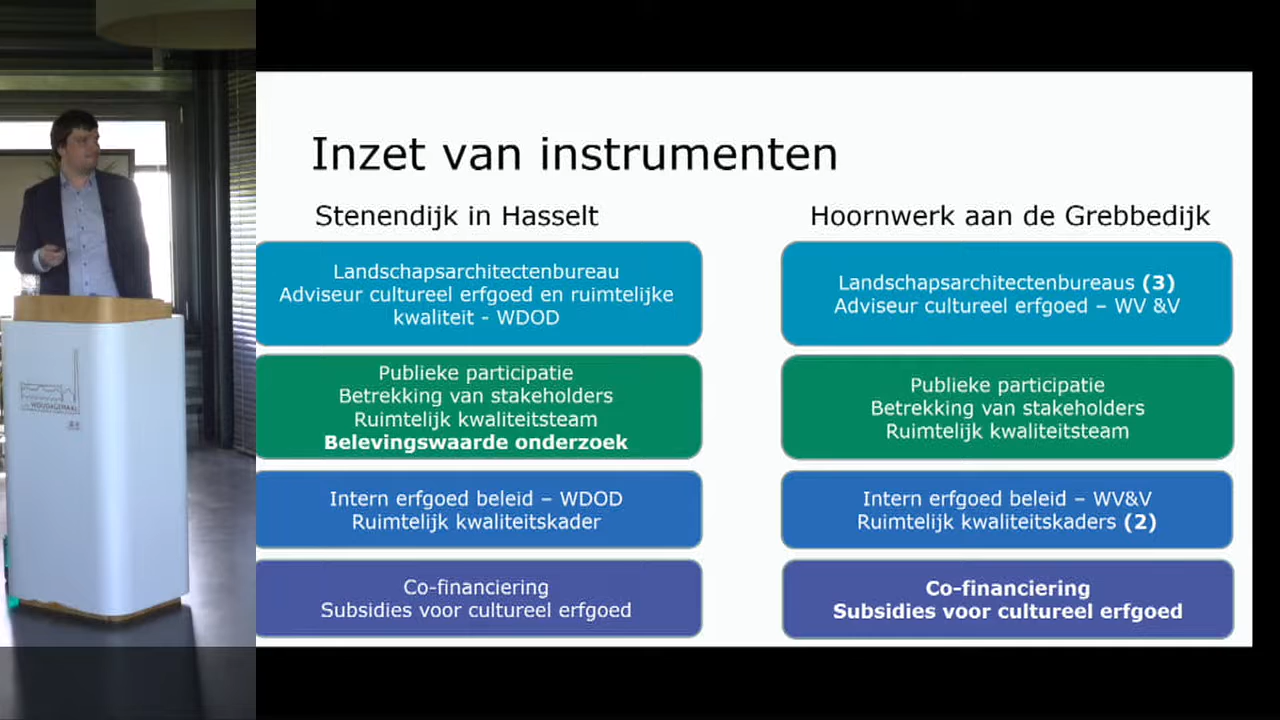 Inzet van instrumenten
Stenendijk in Hasselt
Landschapsarchitectenbureau
Adviseur cultureel erfgoed en ruimtelijke
kwaliteit - WDOD
Publieke participatie
Betrekking van stakeholders
Ruimtelijk kwaliteitsteam
Belevingswaarde onderzoek
Intern erfgoed beleid – WDOD
Ruimtelijk kwaliteitskader
Co-financiering
Subsidies voor cultureel erfgoed
Hoornwerk aan de Grebbedijk
Landschapsarchitectenbureaus (3)
Adviseur cultureel erfgoed – WV &V
Publieke participatie
Betrekking van stakeholders
Ruimtelijk kwaliteitsteam
Intern erfgoed beleid – WV&V
Ruimtelijk kwaliteitskaders (2)
Co-financiering
Subsidies voor cultureel erfgoed